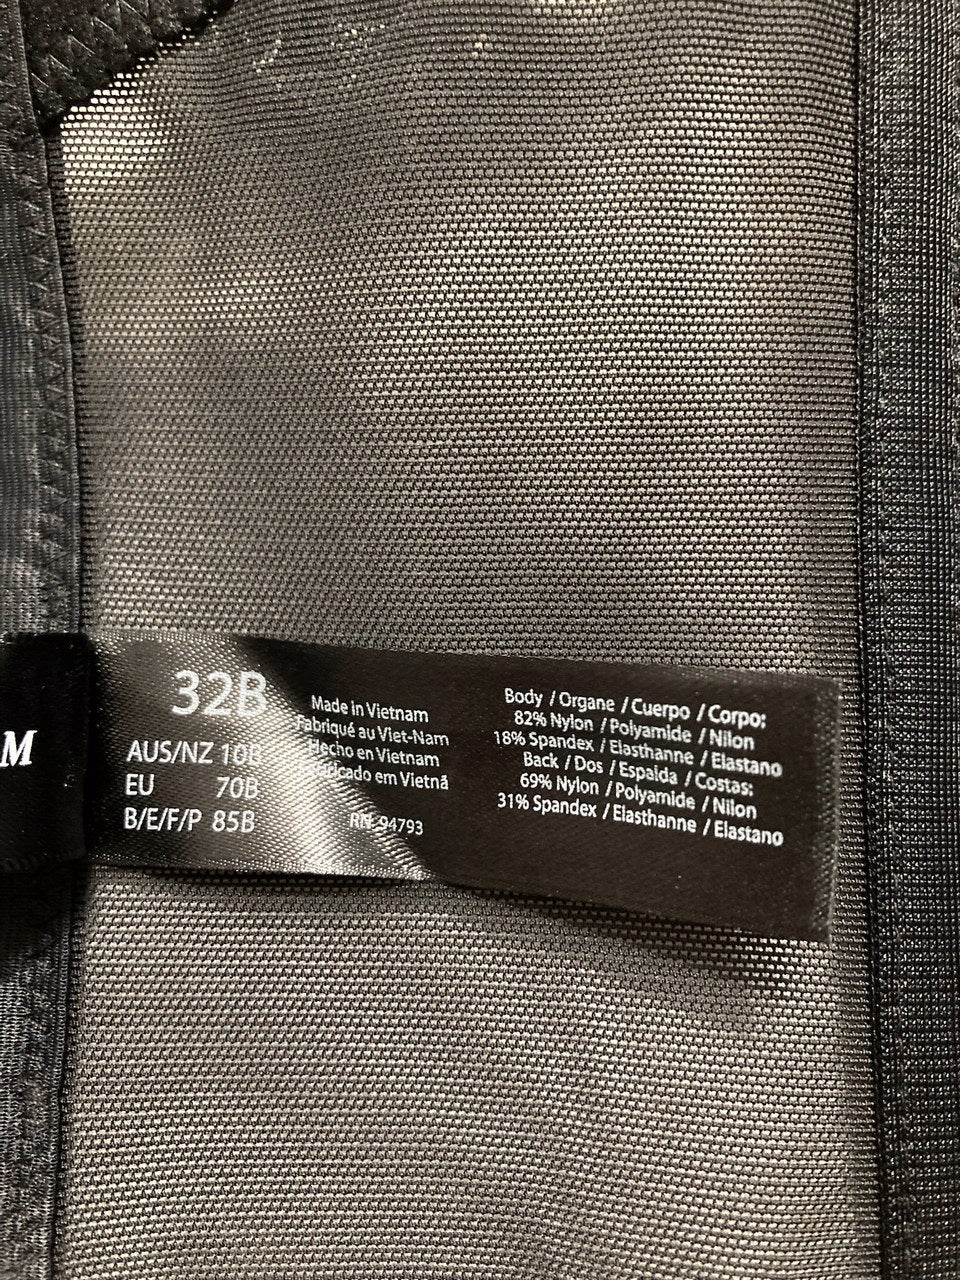 M
32B
AUS/NZ 10B
EU 70B
B/E/F/P 85B
Made in Vietnam
Fabriqué au Viet-Nam
Hecho en Vietnam
Fabricado em Vietnã
RN 94793
Body / Organe / Cuerpo / Corpo:
82% Nylon / Polyamide / Nilon
18% Spandex / Elasthanne / Elastano
Back / Dos / Espalda / Costas:
69% Nylon / Polyamide / Nilon
31% Spandex / Elasthanne / Elastano